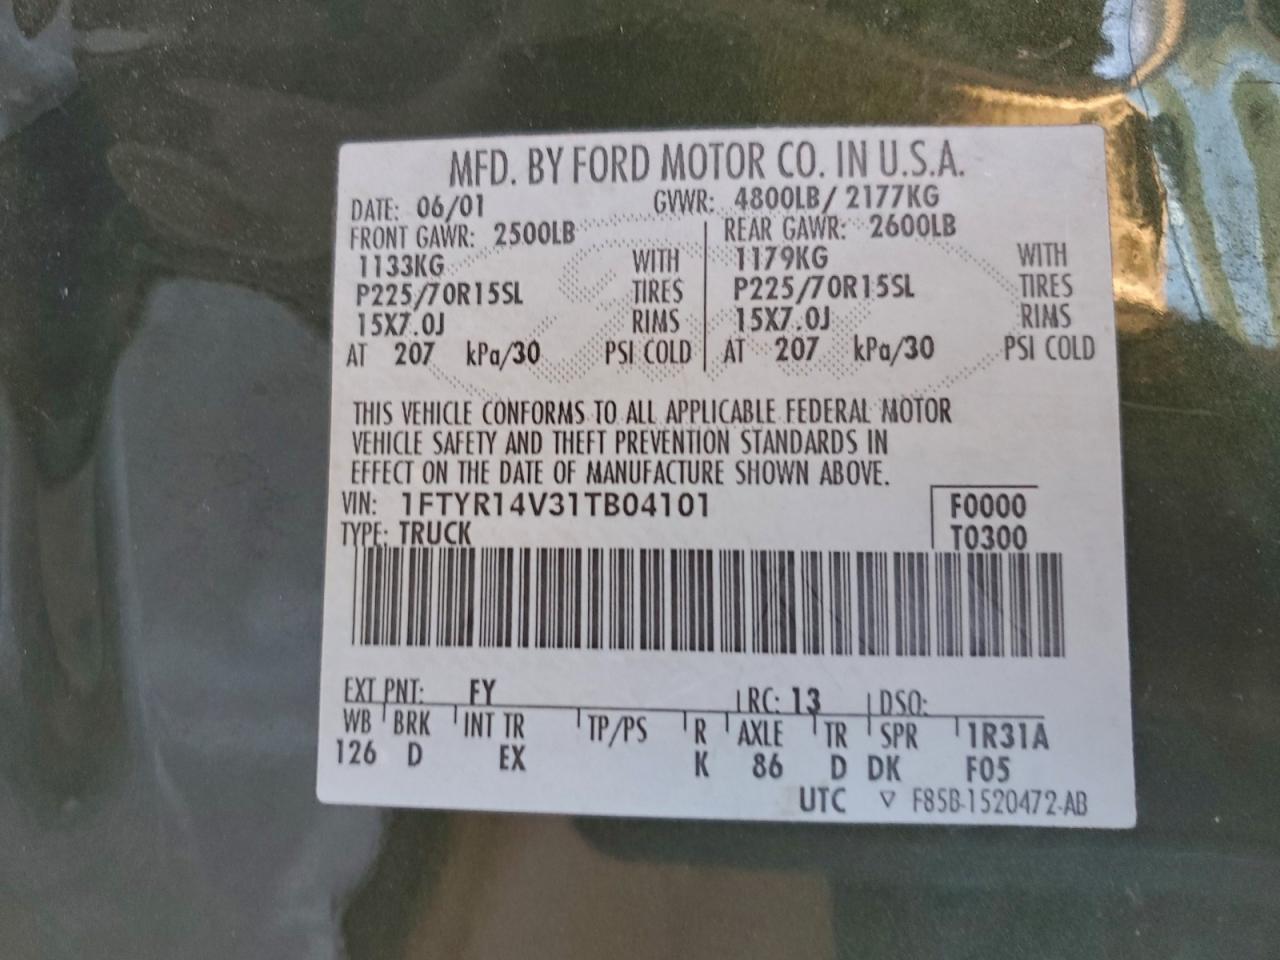 MFD. BY FORD MOTOR CO. IN U.S.A.
DATE: 06/01 GVWR: 4800LB/ 2177KG
FRONT GAWR: 2500LB REAR GAWR: 2600LB
1133KG WITH 1179KG WITH
P225/70R15SL TIRES P225/70R15SL TIRES
15X7.0J RIMS 15X7.0J RIMS
AT 207 kPa/30 PSI COLD AT 207 kPa/30 PSI COLD
THIS VEHICLE CONFORMS TO ALL APPLICABLE FEDERAL MOTOR
VEHICLE SAFETY AND THEFT PREVENTION STANDARDS IN
EFFECT ON THE DATE OF MANUFACTURE SHOWN ABOVE.
VIN: 1FTYR14V31TB04101 F0000
TYPE: TRUCK T0300
EXT PNT: FY RC: 13 DSO:
WB BRK INT TR TP/PS R AXLE TR SPR 1R31A
126 D EX K 86 D DK F05
UTC ▽ F85B-1520472-AB